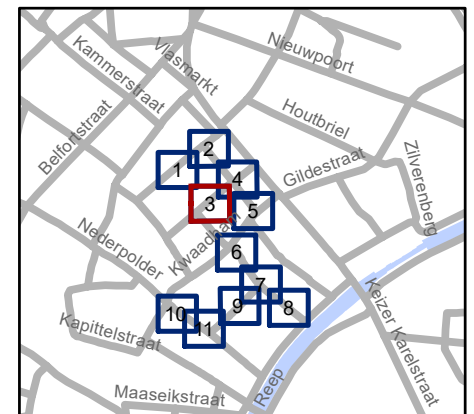 Nieuwpoort
Vlasmarkt
Kammerstraat
Houtbriel
Belfortstraat
Zilverenberg
Gildestraat
2
1
4
3
5
Kwaadham
Nederpolder
6
7
9
8
10
11
Keizer Karelstraat
Kapittelstraat
Reep
Maaseikstraat